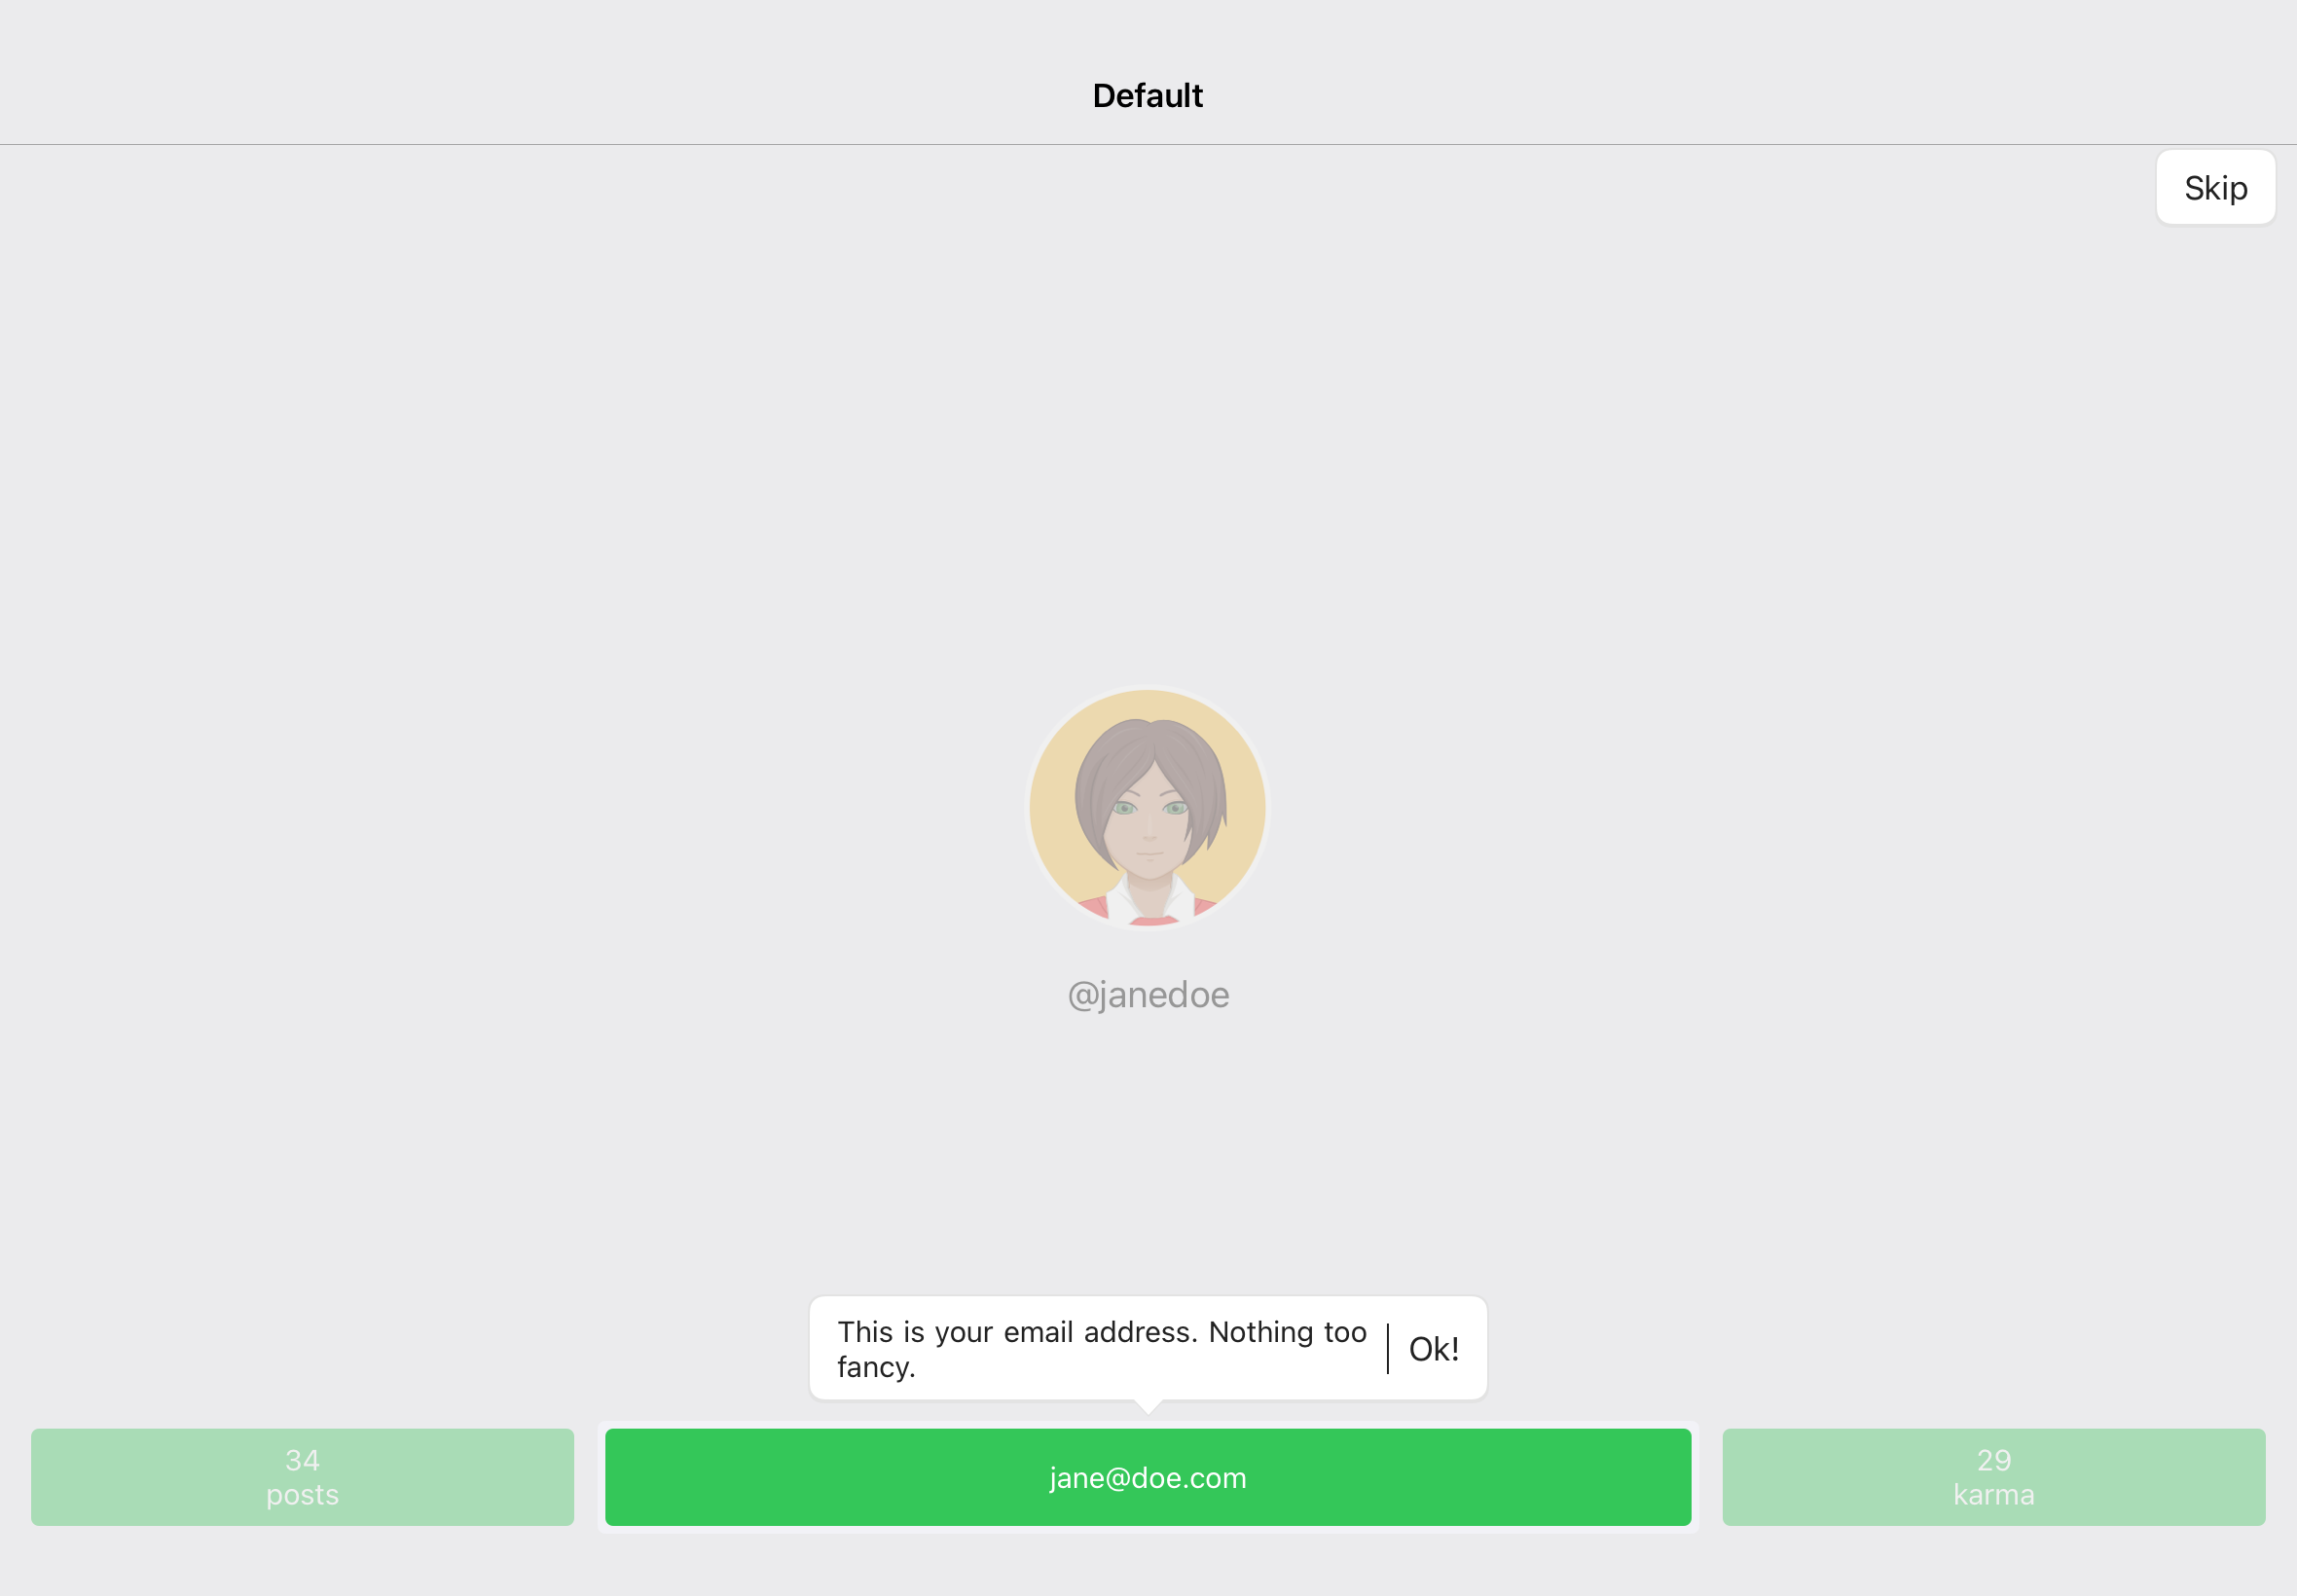 Default
Skip
@janedoe
This is your email address. Nothing too
fancy.
Ok!
34
posts
jane@doe.com
29
karma